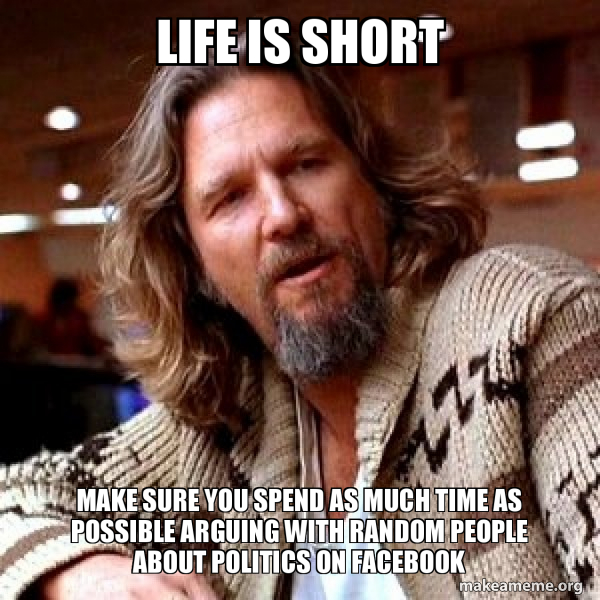 LIFE IS SHORT
MAKE SURE YOU SPEND AS MUCH TIME AS
POSSIBLE ARGUING WITH RANDOM PEOPLE
ABOUT POLITICS ON FACEBOOK
makeameme.org